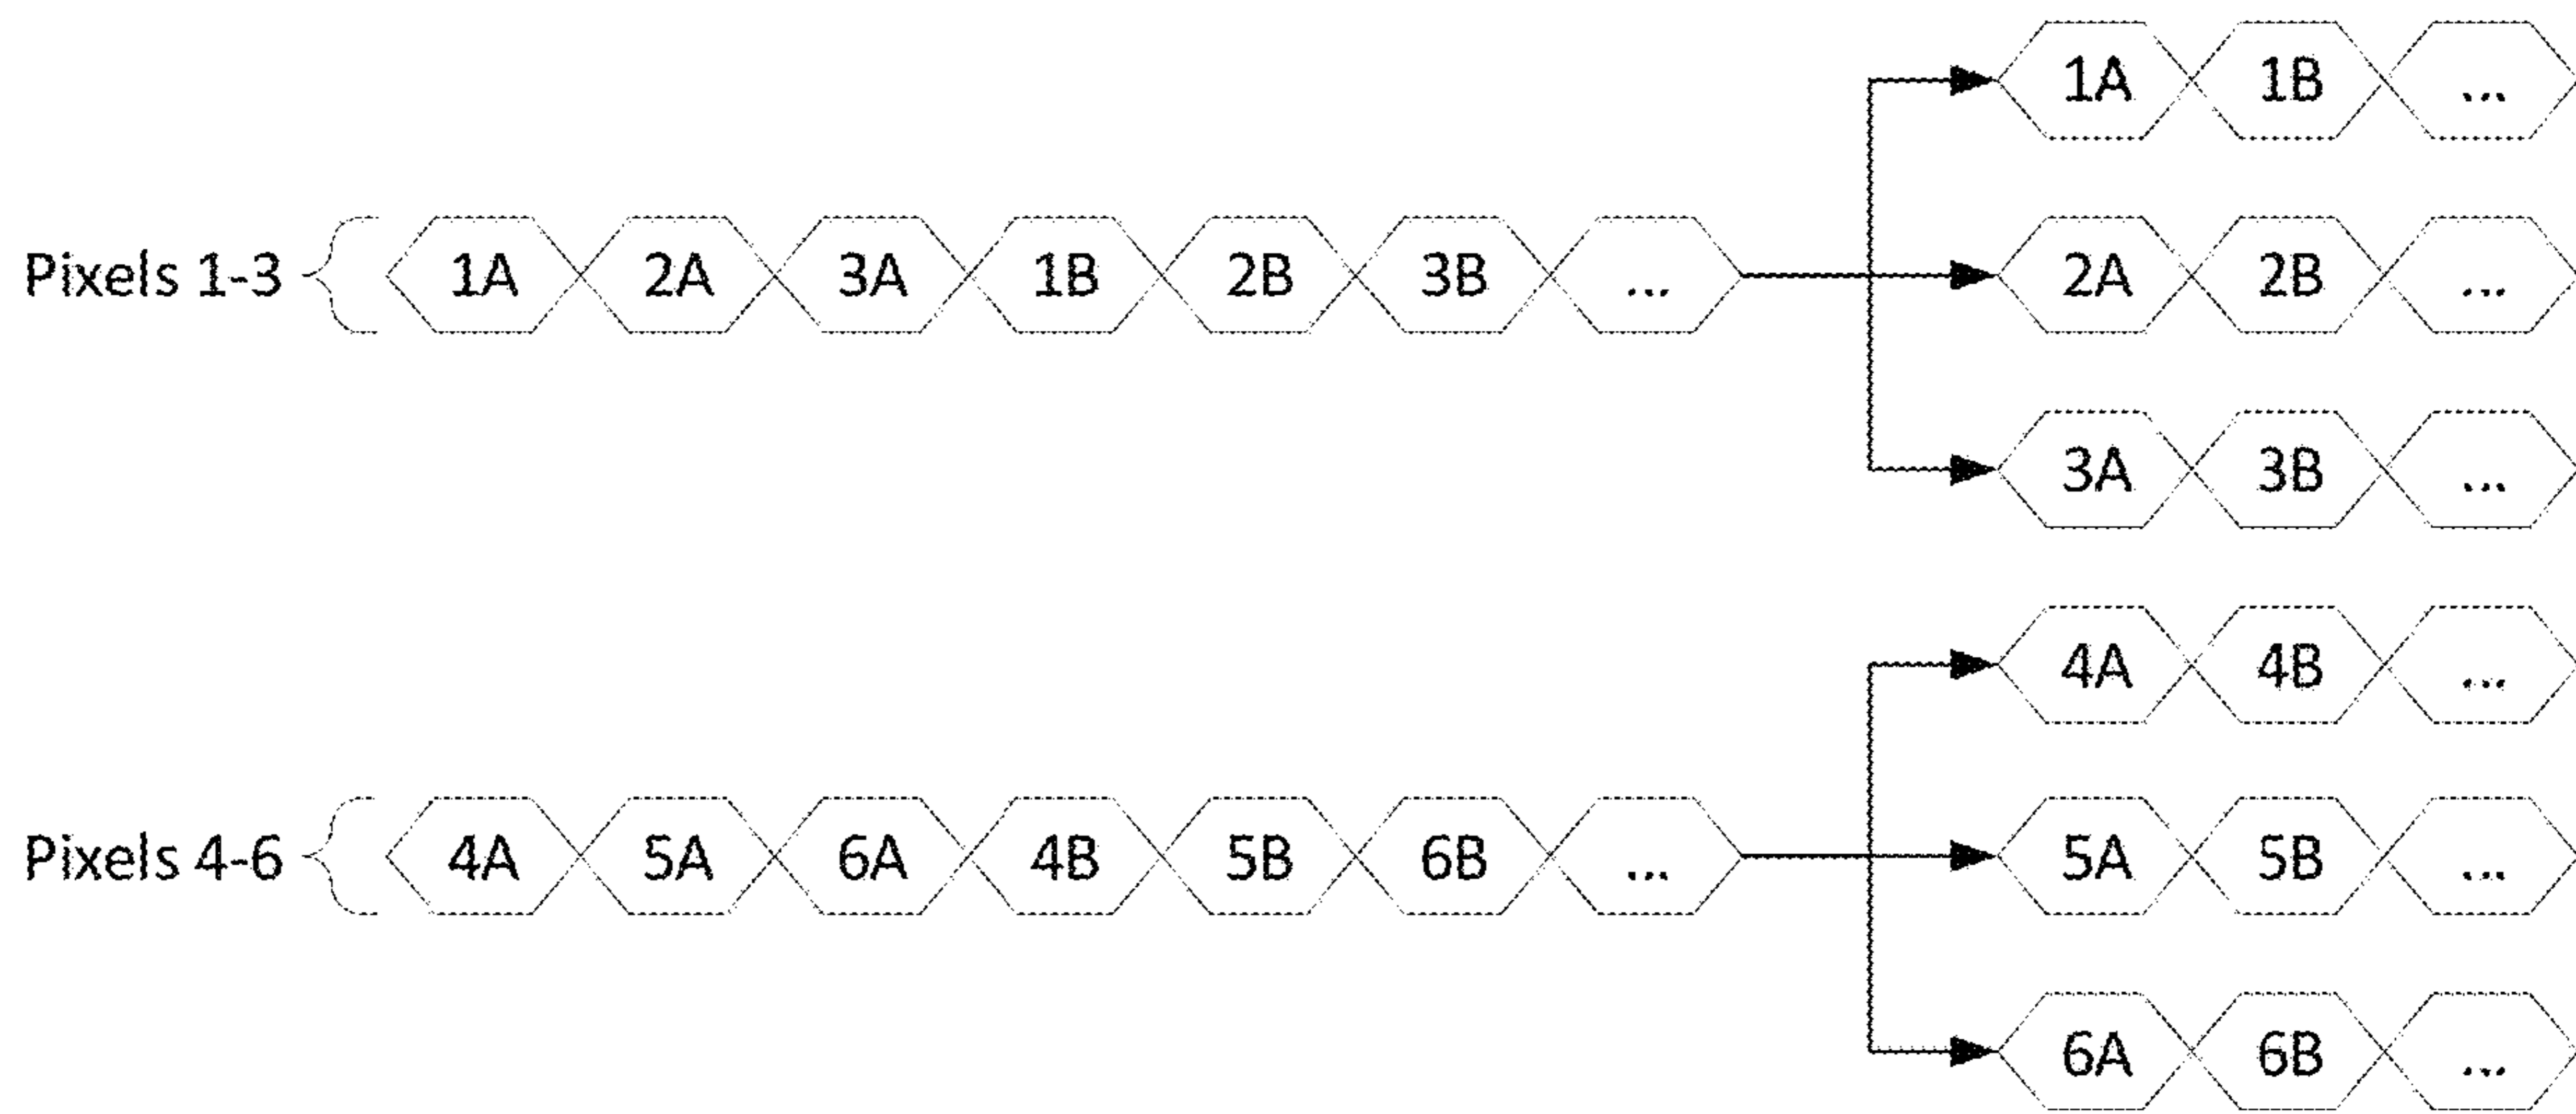 1A 1B ...
Pixels 1-3 1A 2A 3A 1B 2B 3B ... 2A 2B ...
3A 3B ...
4A 4B ...
Pixels 4-6 4A 5A 6A 4B 5B 6B ... 5A 5B ...
6A 6B ...